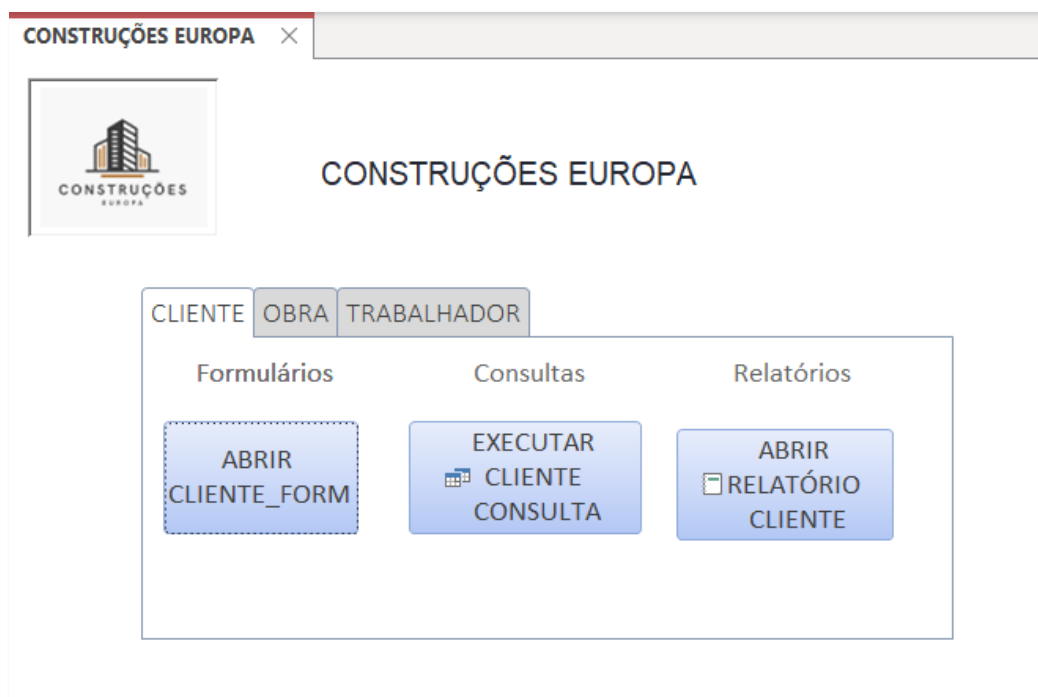 CONSTRUÇÕES EUROPA
CONSTRUÇÕES
EUROPA
CONSTRUÇÕES EUROPA
CLIENTE OBRA TRABALHADOR
Formulários Consultas Relatórios
ABRIR
CLIENTE_FORM
EXECUTAR
CLIENTE
CONSULTA
ABRIR
RELATÓRIO
CLIENTE